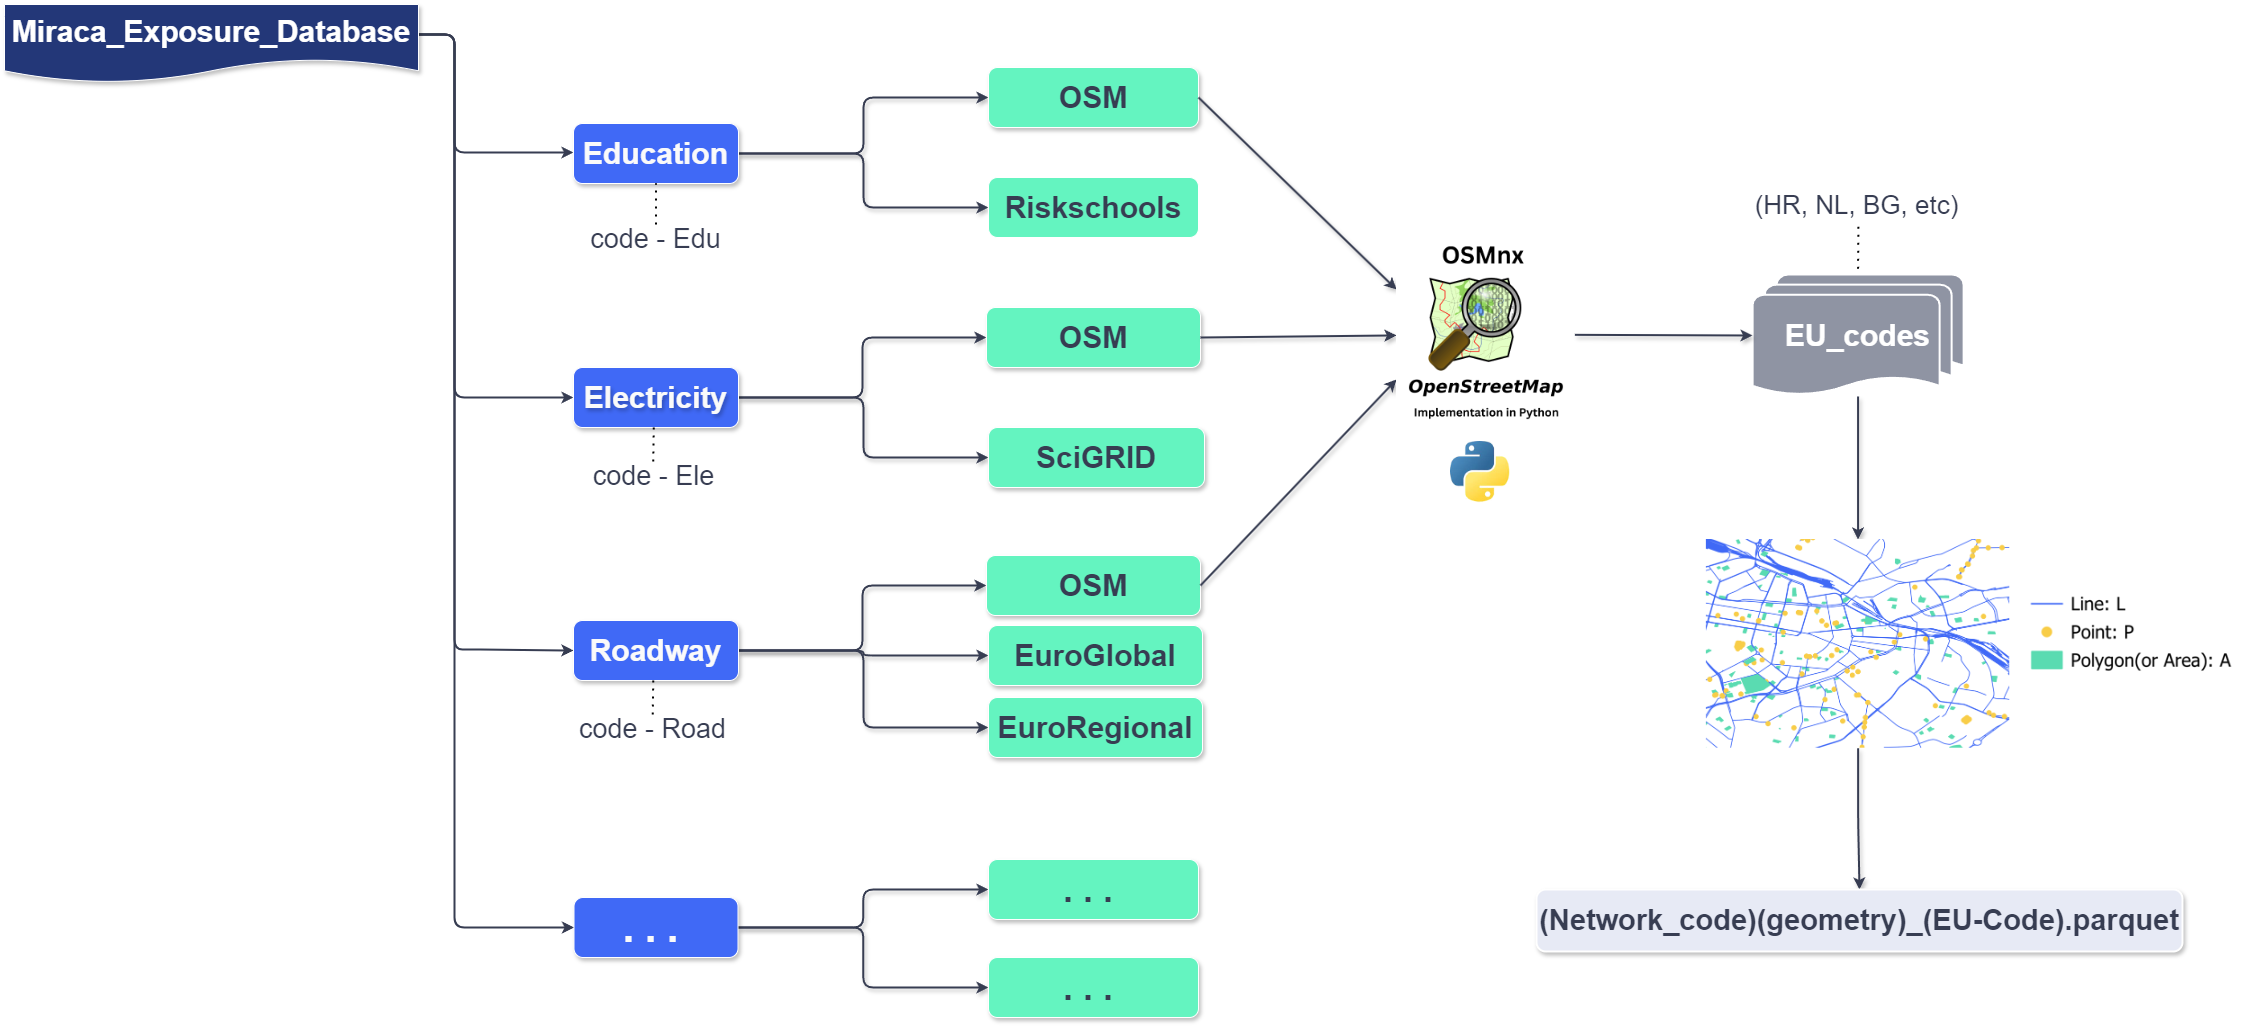 Miraca_Exposure_Database
Education
code - Edu
OSM
Riskschools
Electricity
code - Ele
OSM
SciGRID
Roadway
code - Road
OSM
EuroGlobal
EuroRegional
. . .
. . .
. . .
OSMnx
OpenStreetMap
Implementation in Python
(HR, NL, BG, etc)
EU_codes
Line: L
Point: P
Polygon(or Area): A
(Network_code)(geometry)_(EU-Code).parquet